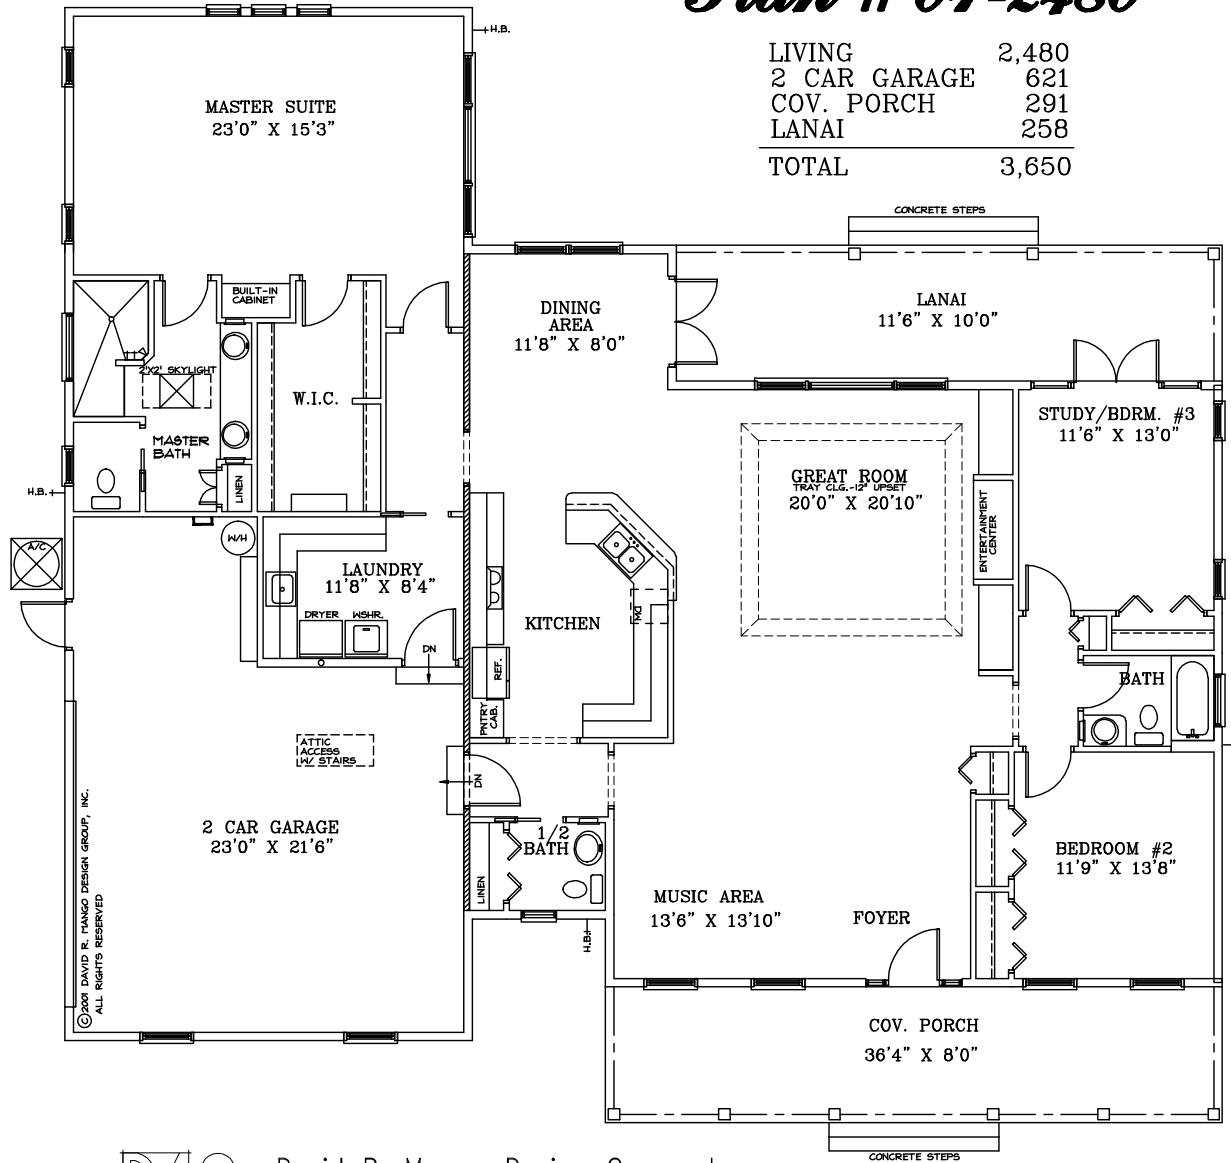 Plan # 01-2480
LIVING 2,480
2 CAR GARAGE 621
COV. PORCH 291
LANAI 258
TOTAL 3,650
H.B.
MASTER SUITE
23'0" X 15'3"
CONCRETE STEPS
BUILT-IN
CABINET
DINING
AREA
11'8" X 8'0"
LANAI
11'6" X 10'0"
2'X2' SKYLIGHT
W.I.C.
MASTER
BATH
LINEN
H.B.
STUDY/BDRM. #3
11'6" X 13'0"
GREAT ROOM
TRAY CLG.-12" UPSET
20'0" X 20'10"
ENTERTAINMENT
CENTER
A/C
W/H
LAUNDRY
11'8" X 8'4"
DRYER
WSHR.
DN
KITCHEN
DW
REF.
PNTRY
CAB.
BATH
ATTIC
ACCESS
W/ STAIRS
DN
2 CAR GARAGE
23'0" X 21'6"
1/2
BATH
LINEN
H.B.
BEDROOM #2
11'9" X 13'8"
MUSIC AREA
13'6" X 13'10"
FOYER
©2001 DAVID R. MANGO DESIGN GROUP, INC.
ALL RIGHTS RESERVED
COV. PORCH
36'4" X 8'0"
CONCRETE STEPS